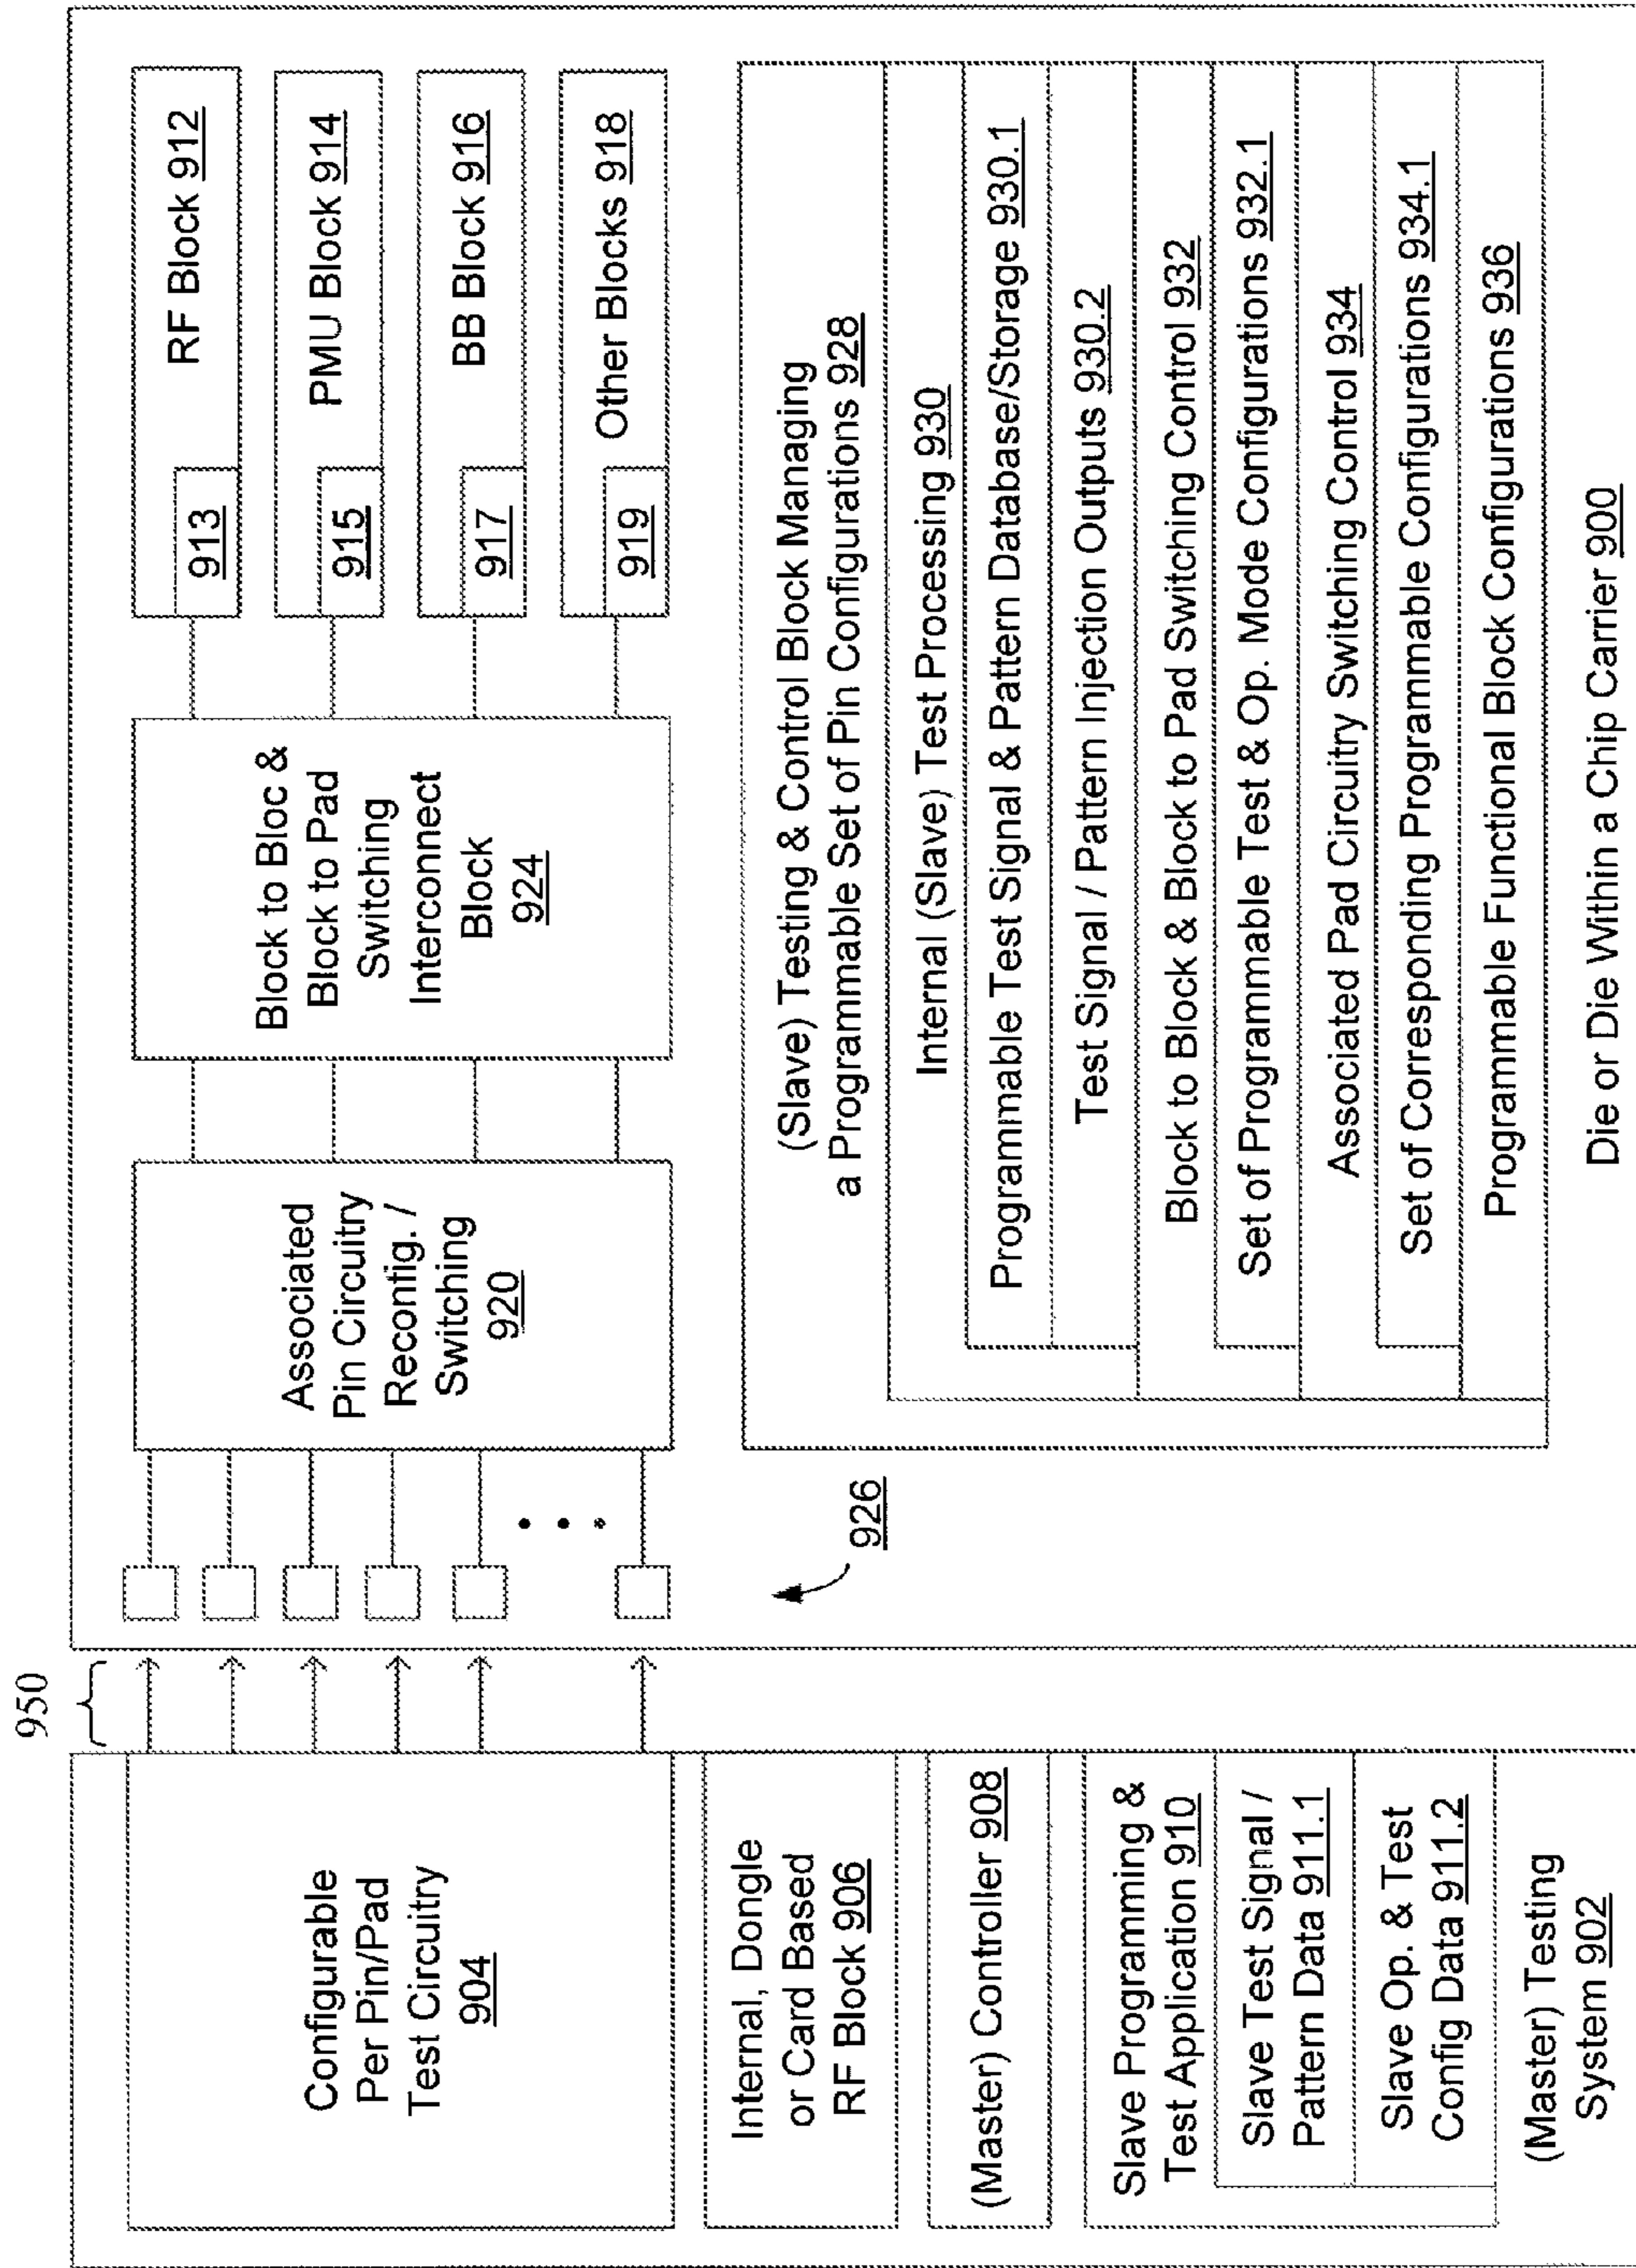 950
Configurable
Per Pin/Pad
Test Circuitry
904
Internal, Dongle
or Card Based
RF Block 906
(Master) Controller 908
Slave Programming &
Test Application 910
Slave Test Signal /
Pattern Data 911.1
Slave Op. & Test
Config Data 911.2
(Master) Testing
System 902
926
Associated
Pin Circuitry
Reconfig. /
Switching
920
Block to Bloc &
Block to Pad
Switching
Interconnect
Block
924
913
RF Block 912
915
PMU Block 914
917
BB Block 916
919
Other Blocks 918
(Slave) Testing & Control Block Managing
a Programmable Set of Pin Configurations 928
Internal (Slave) Test Processing 930
Programmable Test Signal & Pattern Database/Storage 930.1
Test Signal / Pattern Injection Outputs 930.2
Block to Block & Block to Pad Switching Control 932
Set of Programmable Test & Op. Mode Configurations 932.1
Associated Pad Circuitry Switching Control 934
Set of Corresponding Programmable Configurations 934.1
Programmable Functional Block Configurations 936
Die or Die Within a Chip Carrier 900